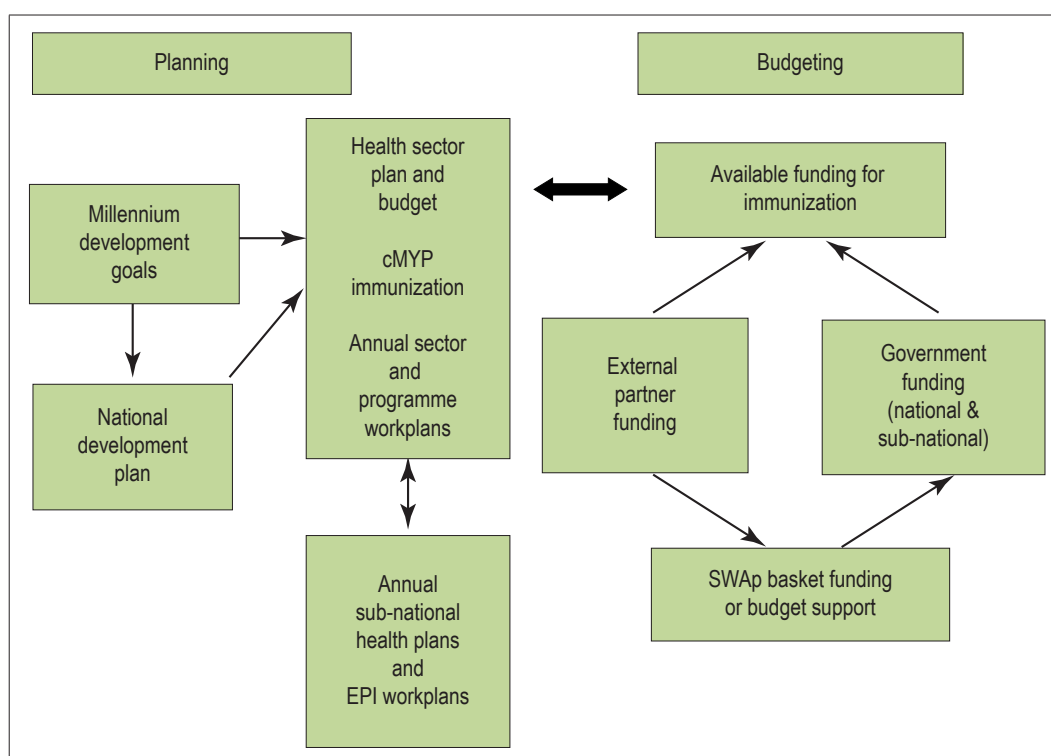 Planning
Budgeting
Health sector
plan and
budget
cMYP
immunization
Annual sector
and
programme
workplans
Available funding for
immunization
Millennium
development
goals
External
partner
funding
Government
funding
(national &
sub-national)
National
development
plan
Annual
sub-national
health plans
and
EPI workplans
SWAp basket funding
or budget support